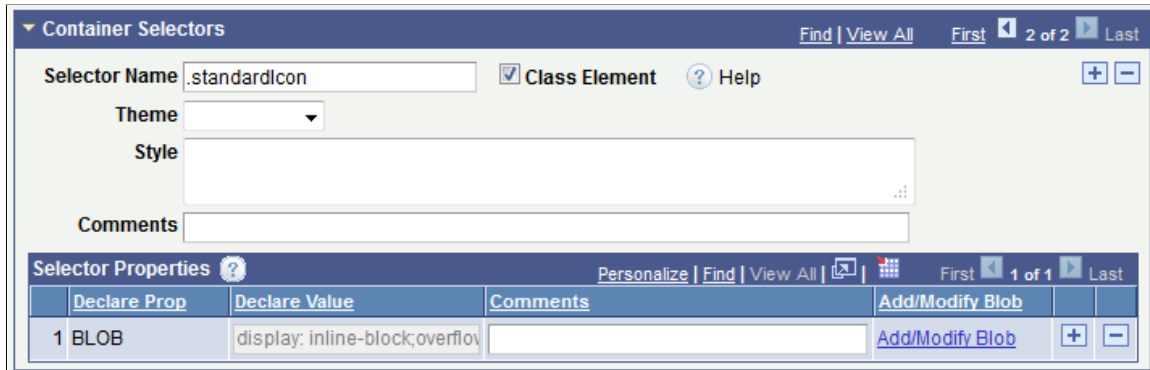 Container Selectors Find | View All First 2 of 2 Last
Selector Name .standardIcon Class Element ? Help
Theme
Style
Comments
Selector Properties ? Personalize | Find | View All | | First 1 of 1 Last
Declare Prop Declare Value Comments Add/Modify Blob
1 BLOB display: inline-block;overflow Add/Modify Blob